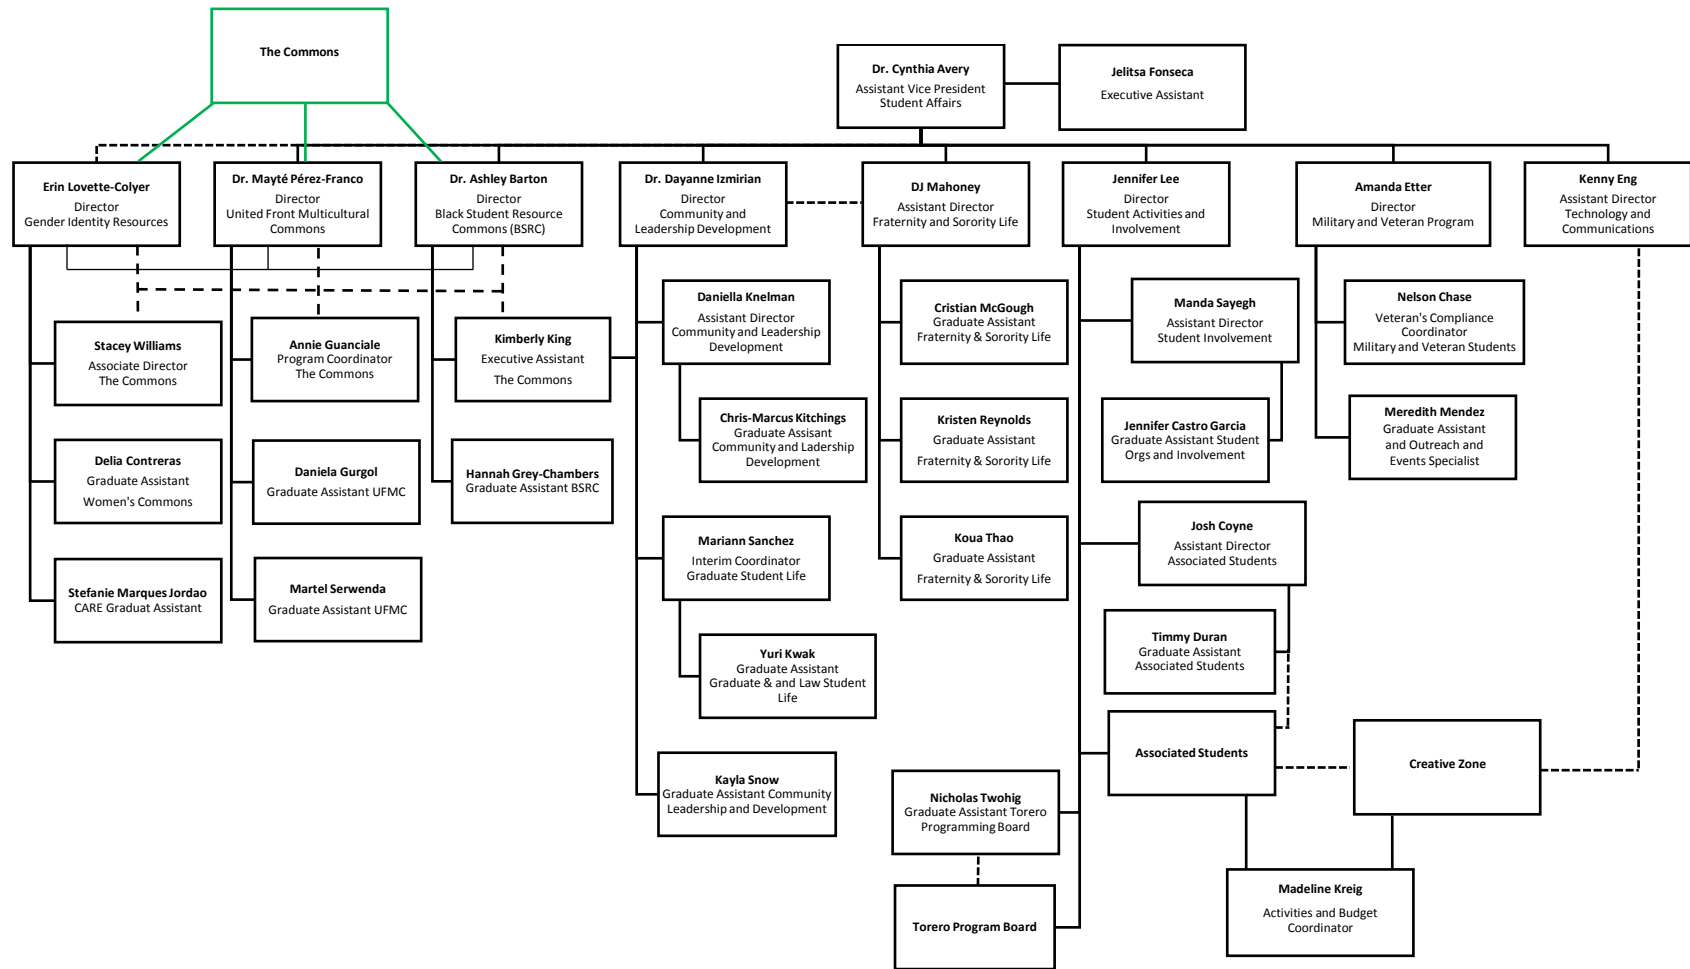 The Commons
Dr. Cynthia Avery
Assistant Vice President
Student Affairs
Jelitsa Fonseca
Executive Assistant
Erin Lovette-Colyer
Director
Gender Identity Resources
Dr. Mayté Pérez-Franco
Director
United Front Multicultural
Commons
Dr. Ashley Barton
Director
Black Student Resource
Commons (BSRC)
Dr. Dayanne Izmirian
Director
Community and
Leadership Development
DJ Mahoney
Assistant Director
Fraternity and Sorority Life
Jennifer Lee
Director
Student Activities and
Involvement
Amanda Etter
Director
Military and Veteran Program
Kenny Eng
Assistant Director
Technology and
Communications
Stacey Williams
Associate Director
The Commons
Annie Guanciale
Program Coordinator
The Commons
Kimberly King
Executive Assistant
The Commons
Daniella Knelman
Assistant Director
Community and Leadership
Development
Cristian McGough
Graduate Assistant
Fraternity & Sorority Life
Manda Sayegh
Assistant Director
Student Involvement
Nelson Chase
Veteran's Compliance
Coordinator
Military and Veteran Students
Delia Contreras
Graduate Assistant
Women's Commons
Daniela Gurgol
Graduate Assistant UFMC
Hannah Grey-Chambers
Graduate Assistant BSRC
Chris-Marcus Kitchings
Graduate Assisant
Community and Ladership
Development
Kristen Reynolds
Graduate Assistant
Fraternity & Sorority Life
Jennifer Castro Garcia
Graduate Assistant Student
Orgs and Involvement
Meredith Mendez
Graduate Assistant
and Outreach and
Events Specialist
Stefanie Marques Jordao
CARE Graduat Assistant
Martel Serwenda
Graduate Assistant UFMC
Mariann Sanchez
Interim Coordinator
Graduate Student Life
Koua Thao
Graduate Assistant
Fraternity & Sorority Life
Josh Coyne
Assistant Director
Associated Students
Yuri Kwak
Graduate Assistant
Graduate & and Law Student
Life
Timmy Duran
Graduate Assistant
Associated Students
Kayla Snow
Graduate Assistant Community
Leadership and Development
Nicholas Twohig
Graduate Assistant Torero
Programming Board
Associated Students
Creative Zone
Torero Program Board
Madeline Kreig
Activities and Budget
Coordinator